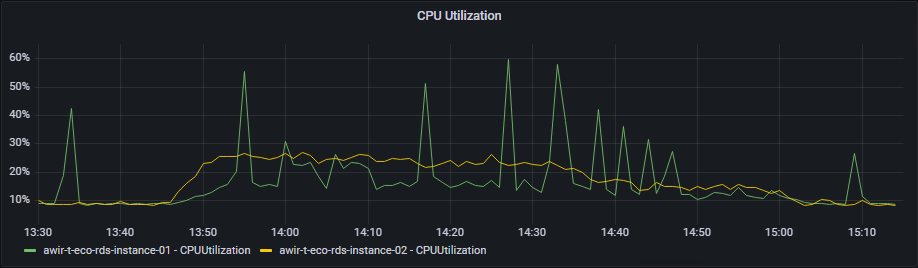 CPU Utilization
60%
50%
40%
30%
20%
10%
13:30 13:40 13:50 14:00 14:10 14:20 14:30 14:40 14:50 15:00 15:10
awir-t-eco-rds-instance-01 - CPUUtilization awir-t-eco-rds-instance-02 - CPUUtilization